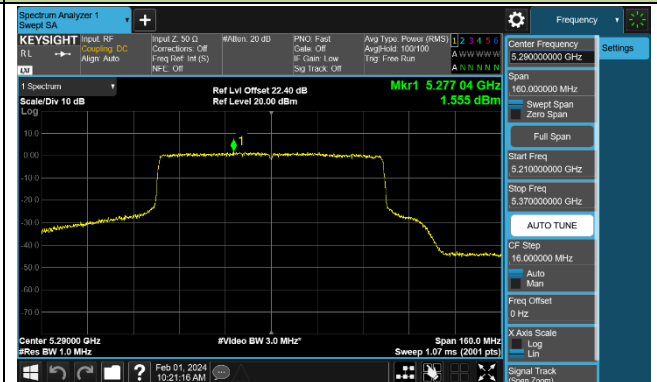 Spectrum Analyzer 1
Swept SA
Frequency
KEYSIGHT
RL
Input: RF
Coupling: DC
Align: Auto
Input Z: 50 Ω
Corrections: Off
Freq Ref: Int (S)
NFE: Off
#Atten: 20 dB
PNO: Fast
Gate: Off
IF Gain: Low
Sig Track: Off
Avg Type: Power (RMS)
Avg|Hold: 100/100
Trig: Free Run
1 2 3 4 5 6
A W W W W W
A N N N N N
1 Spectrum
Scale/Div 10 dB
Log
Ref Lvl Offset 22.40 dB
Ref Level 20.00 dBm
Mkr1 5.277 04 GHz
1.555 dBm
1
10.0
0.00
-10.0
-20.0
-30.0
-40.0
-50.0
-60.0
-70.0
Center 5.29000 GHz
#Res BW 1.0 MHz
#Video BW 3.0 MHz*
Span 160.0 MHz
Sweep 1.07 ms (2001 pts)
Feb 01, 2024
10:21:16 AM
Center Frequency
5.290000000 GHz
Settings
Span
160.000000 MHz
Swept Span
Zero Span
Full Span
Start Freq
5.210000000 GHz
Stop Freq
5.370000000 GHz
AUTO TUNE
CF Step
16.000000 MHz
Auto
Man
Freq Offset
0 Hz
X Axis Scale
Log
Lin
Signal Track
(Span Zoom)